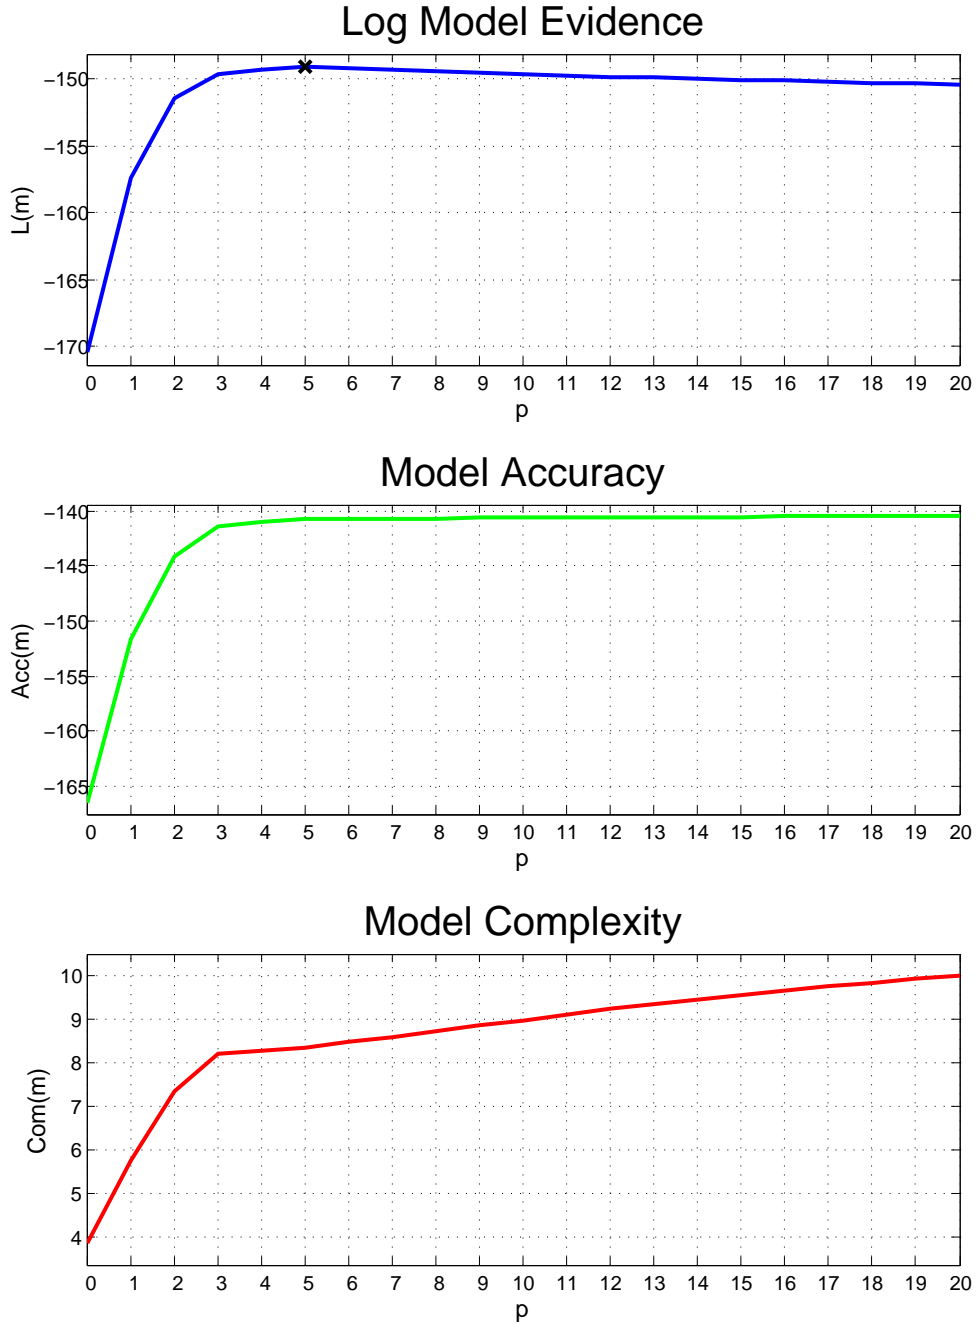 Log Model Evidence
−150
−155
−160
−165
−170
L(m)
0 1 2 3 4 5 6 7 8 9 10 11 12 13 14 15 16 17 18 19 20
p
Model Accuracy
−140
−145
−150
−155
−160
−165
Acc(m)
0 1 2 3 4 5 6 7 8 9 10 11 12 13 14 15 16 17 18 19 20
p
Model Complexity
10
9
8
7
6
5
4
Com(m)
0 1 2 3 4 5 6 7 8 9 10 11 12 13 14 15 16 17 18 19 20
p